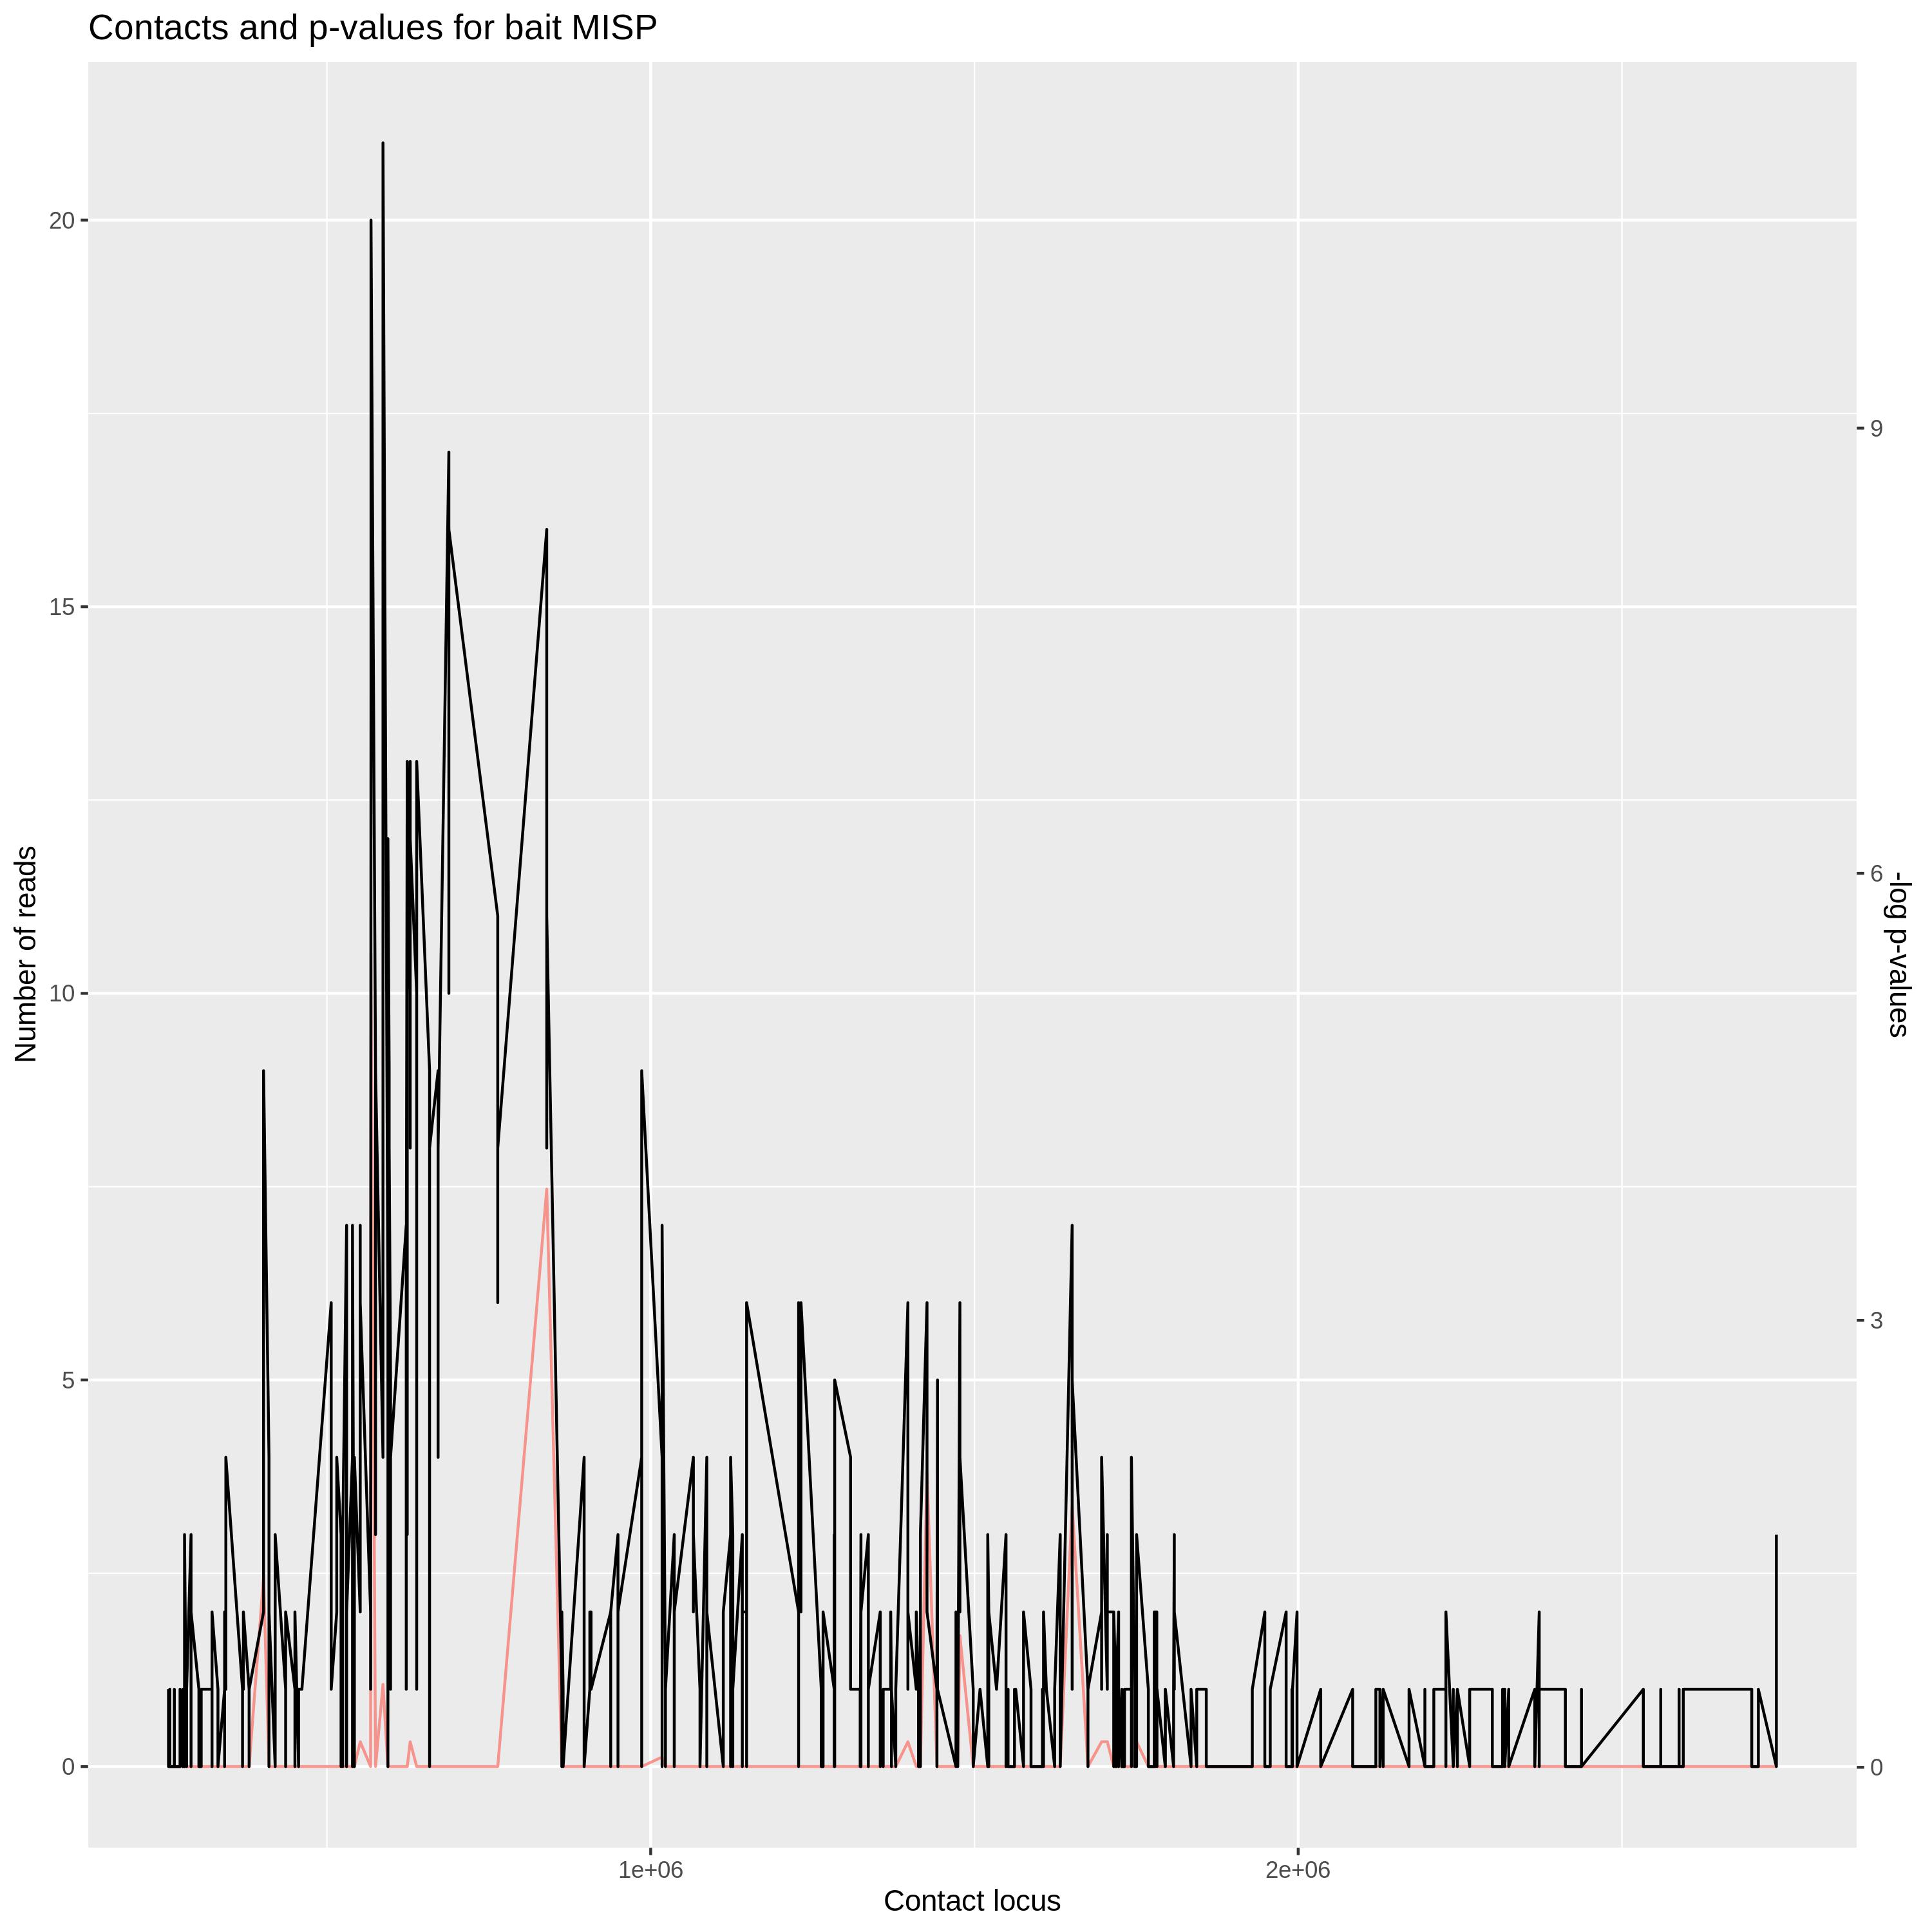 Contacts and p-values for bait MISP
20
15
10
5
0
Number of reads
9
6
3
0
-log p-values
1e+06
2e+06
Contact locus